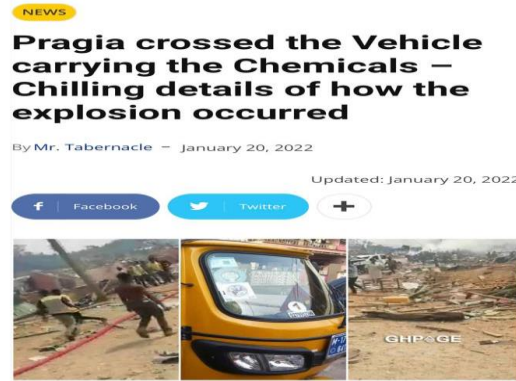 NEWS
Pragia crossed the Vehicle
carrying the Chemicals –
Chilling details of how the
explosion occurred
By Mr. Tabernacle – January 20, 2022
Updated: January 20, 2022
Facebook
Twitter
GHPAGE